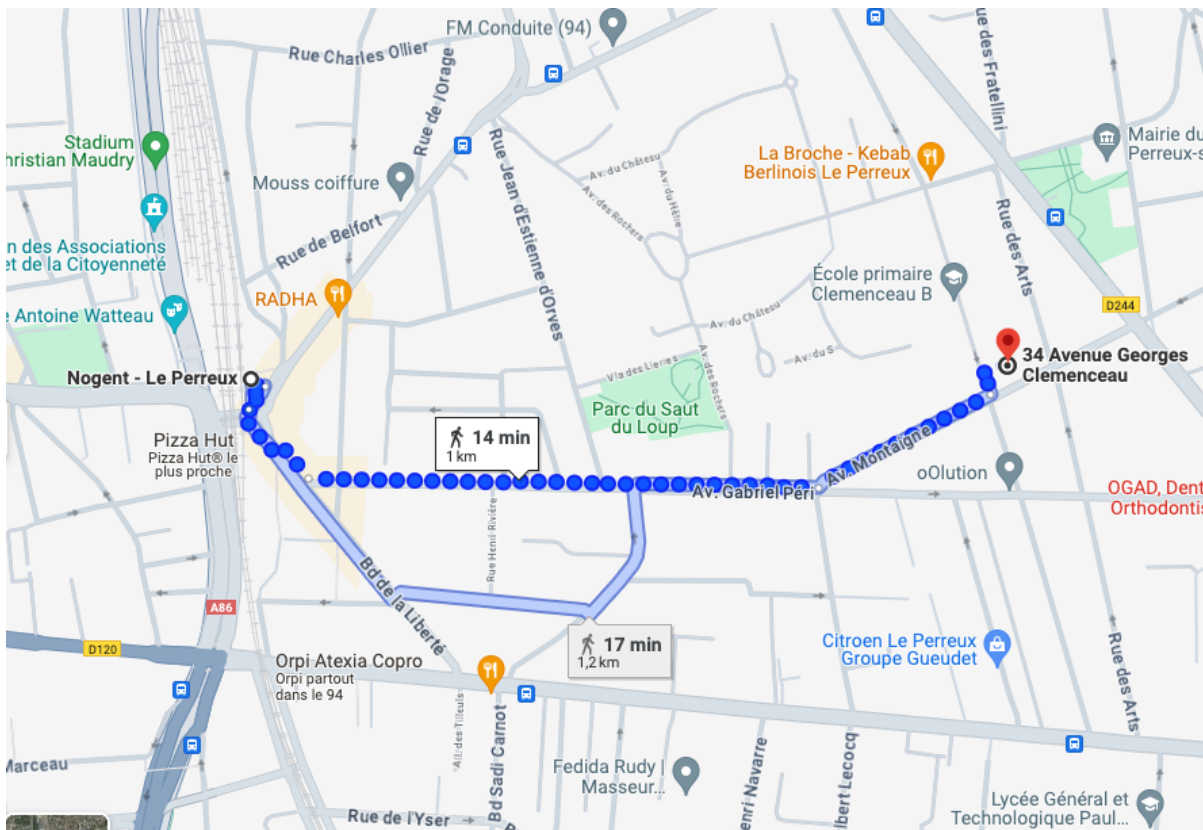 FM Conduite (94)
Rue Charles Ollier
Rue de l'Orage
Rue des Fratellini
Stadium
hristian Maudry
Mouss coiffure
Rue Jean d'Estienne d'Orves
Av. du Château
Av. des Rochers
Av. du Hêlie
La Broche - Kebab
Berlinois Le Perreux
Mairie du
Perreux-s
n des Associations
et de la Citoyenneté
Rue de Belfort
Rue des Arts
École primaire
Clemenceau B
RADHA
e Antoine Watteau
Av. du Château
D244
Av. du S
Via des Lierres
Av. des Rochers
Nogent - Le Perreux
34 Avenue Georges
Clemenceau
Parc du Saut
du Loup
Pizza Hut
Pizza Hut® le
plus proche
14 min
1 km
Av. Montaigne
oOlution
Av. Gabriel Péri
OGAD, Dent
Orthodontis
Rue Henri Rivière
Bd de la Liberté
A86
D120
17 min
1,2 km
Citroen Le Perreux
Groupe Gueudet
Orpi Atexia Copro
Orpi partout
dans le 94
Rue des Arts
All. des Tilleuls
Bd Sadi Carnot
Marceau
Fedida Rudy |
Masseur...
enri Navarre
lbert Lecocq
Rue de l'Yser
Lycée Général et
Technologique Paul...